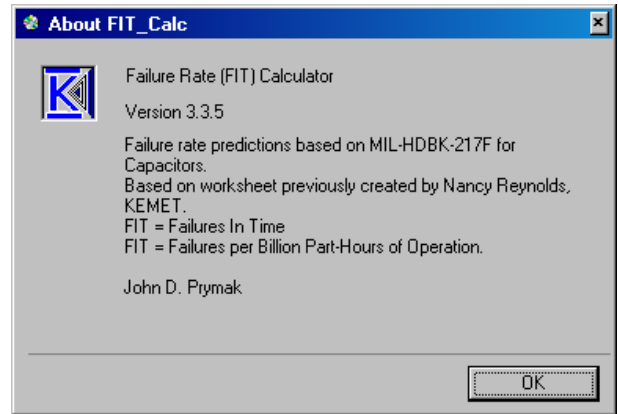 About FIT_Calc
Failure Rate (FIT) Calculator
Version 3.3.5
Failure rate predictions based on MIL-HDBK-217F for
Capacitors.
Based on worksheet previously created by Nancy Reynolds,
KEMET.
FIT = Failures In Time
FIT = Failures per Billion Part-Hours of Operation.
John D. Prymak
OK